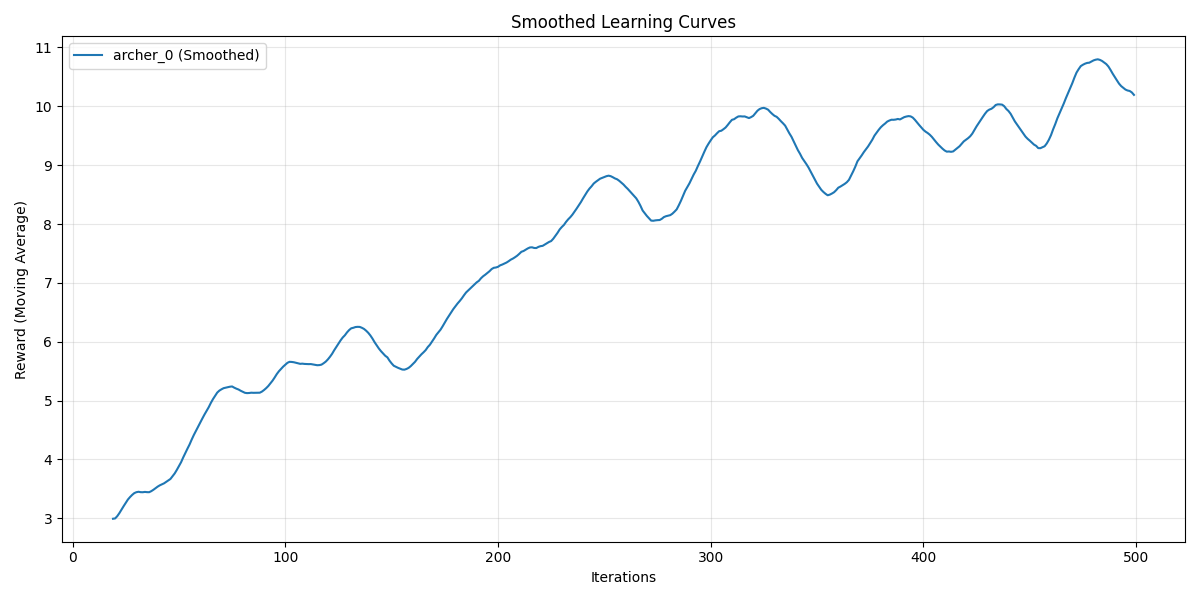 Smoothed Learning Curves
archer_0 (Smoothed)
Reward (Moving Average)
11
10
9
8
7
6
5
4
3
0 100 200 300 400 500
Iterations